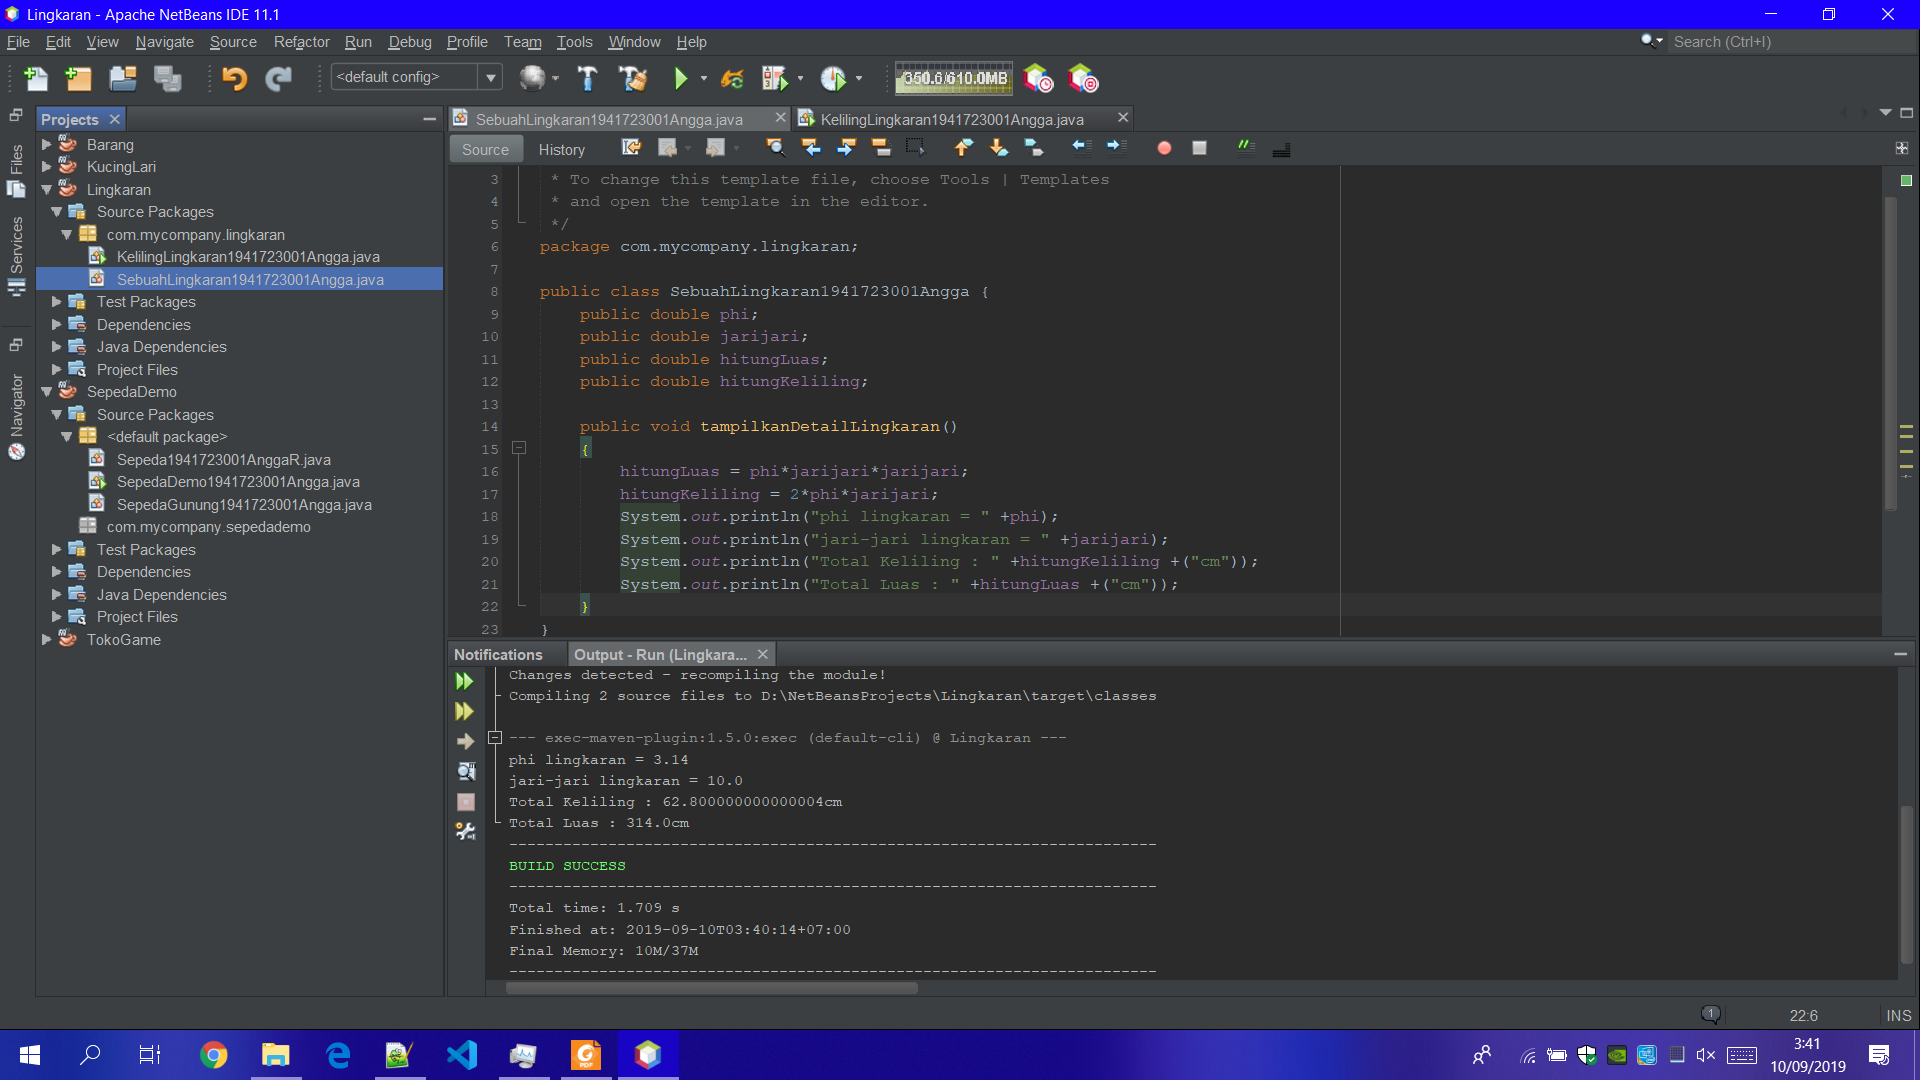 Lingkaran - Apache NetBeans IDE 11.1
File Edit View Navigate Source Refactor Run Debug Profile Team Tools Window Help
Search (Ctrl+I)
<default config>
350.6/610.0MB
Projects
Files
Services
Navigator
Barang
KucingLari
Lingkaran
Source Packages
com.mycompany.lingkaran
KelilingLingkaran1941723001Angga.java
SebuahLingkaran1941723001Angga.java
Test Packages
Dependencies
Java Dependencies
Project Files
SepedaDemo
Source Packages
<default package>
Sepeda1941723001AnggaR.java
SepedaDemo1941723001Angga.java
SepedaGunung1941723001Angga.java
com.mycompany.sepedademo
Test Packages
Dependencies
Java Dependencies
Project Files
TokoGame
SebuahLingkaran1941723001Angga.java
KelilingLingkaran1941723001Angga.java
Source History
3 * To change this template file, choose Tools | Templates
4 * and open the template in the editor.
5 */
6 package com.mycompany.lingkaran;
7
8 public class SebuahLingkaran1941723001Angga {
9 public double phi;
10 public double jarijari;
11 public double hitungLuas;
12 public double hitungKeliling;
13
14 public void tampilkanDetailLingkaran()
15 {
16 hitungLuas = phi*jarijari*jarijari;
17 hitungKeliling = 2*phi*jarijari;
18 System.out.println("phi lingkaran = " +phi);
19 System.out.println("jari-jari lingkaran = " +jarijari);
20 System.out.println("Total Keliling : " +hitungKeliling +("cm"));
21 System.out.println("Total Luas : " +hitungLuas +("cm"));
22 }
23 }
Notifications
Output - Run (Lingkara...
Changes detected - recompiling the module!
Compiling 2 source files to D:\NetBeansProjects\Lingkaran\target\classes
--- exec-maven-plugin:1.5.0:exec (default-cli) @ Lingkaran ---
phi lingkaran = 3.14
jari-jari lingkaran = 10.0
Total Keliling : 62.800000000000004cm
Total Luas : 314.0cm
------------------------------------------------------------------------
BUILD SUCCESS
------------------------------------------------------------------------
Total time: 1.709 s
Finished at: 2019-09-10T03:40:14+07:00
Final Memory: 10M/37M
------------------------------------------------------------------------
1
22:6
INS
3:41
10/09/2019